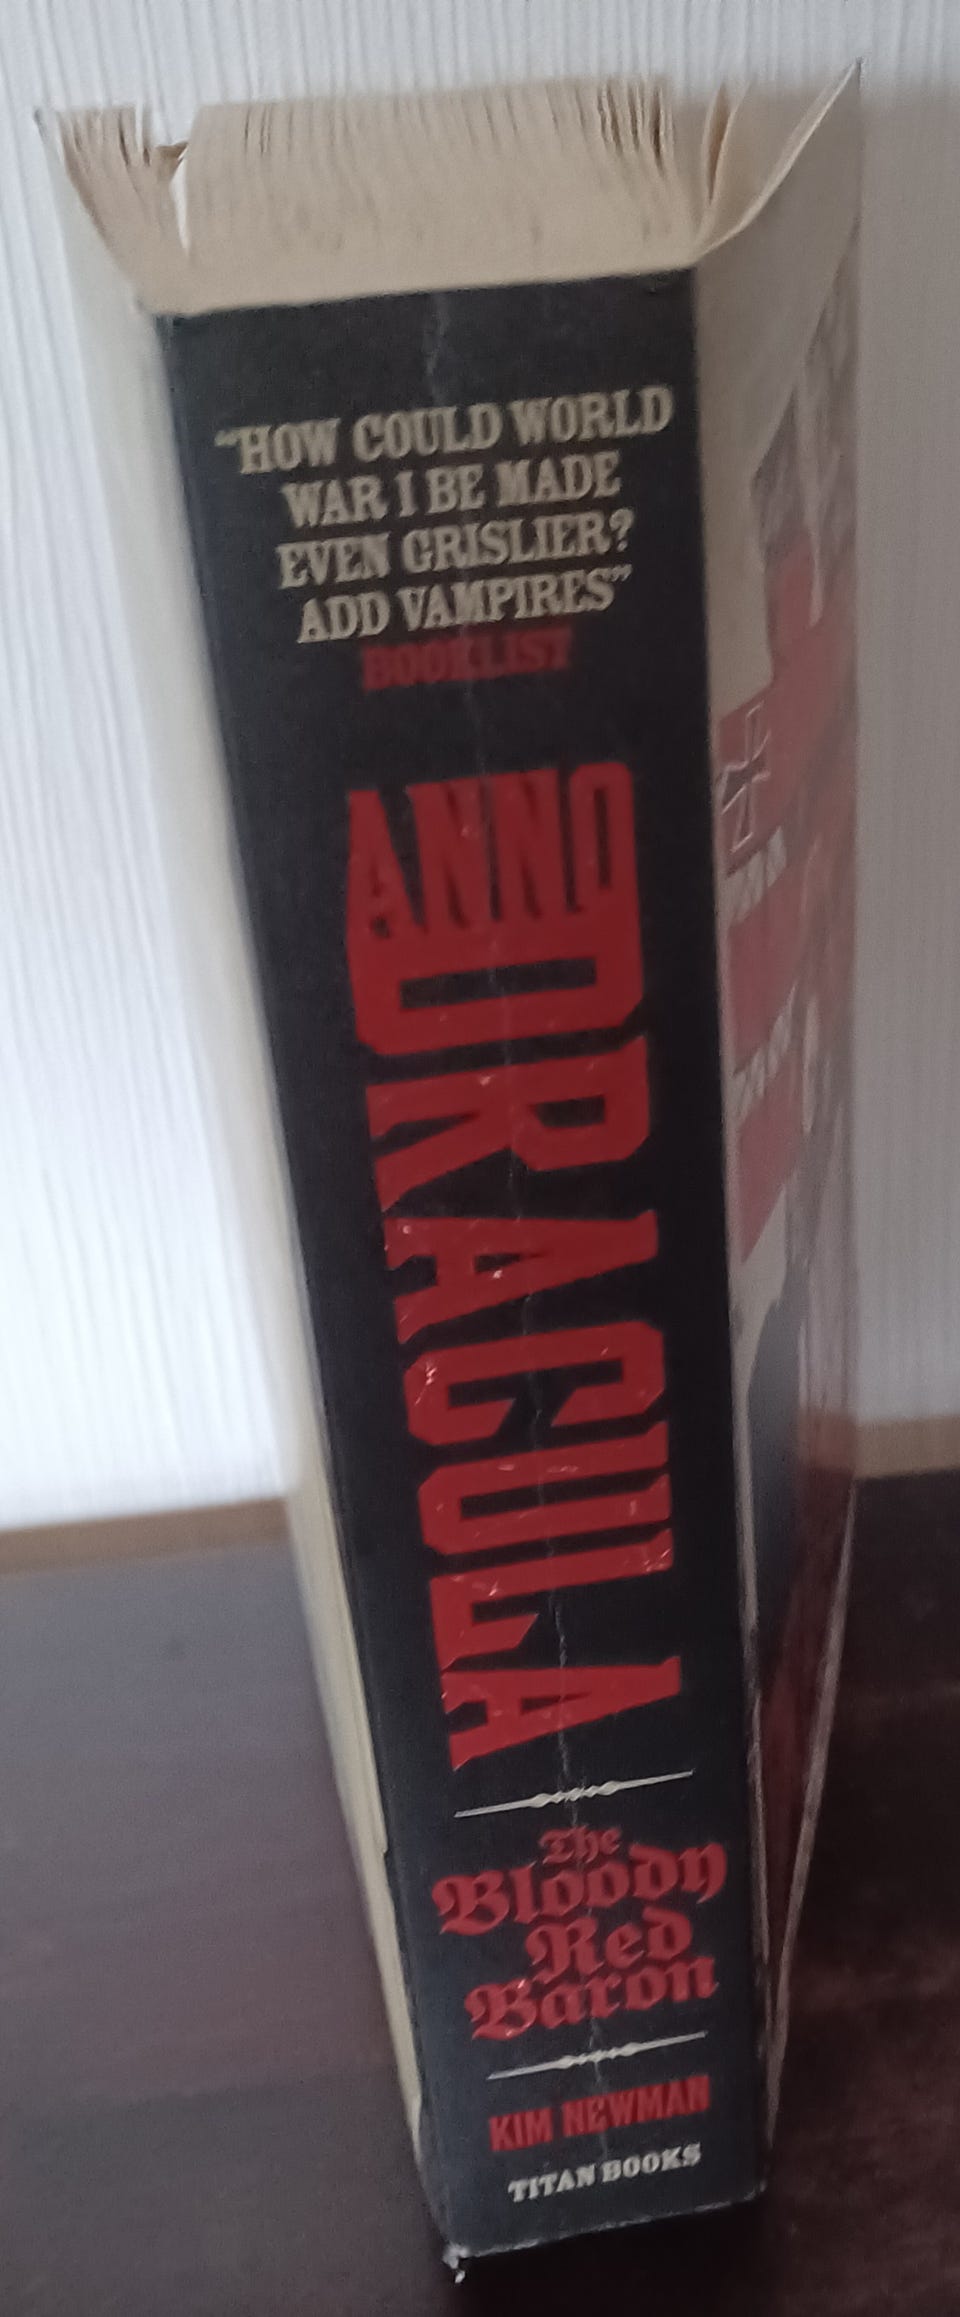 “HOW COULD WORLD
WAR I BE MADE
EVEN GRISLIER?
ADD VAMPIRES”
BOOKLIST
ANNO
DRACULA
The
Bloody
Red
Baron
KIM NEWMAN
TITAN BOOKS